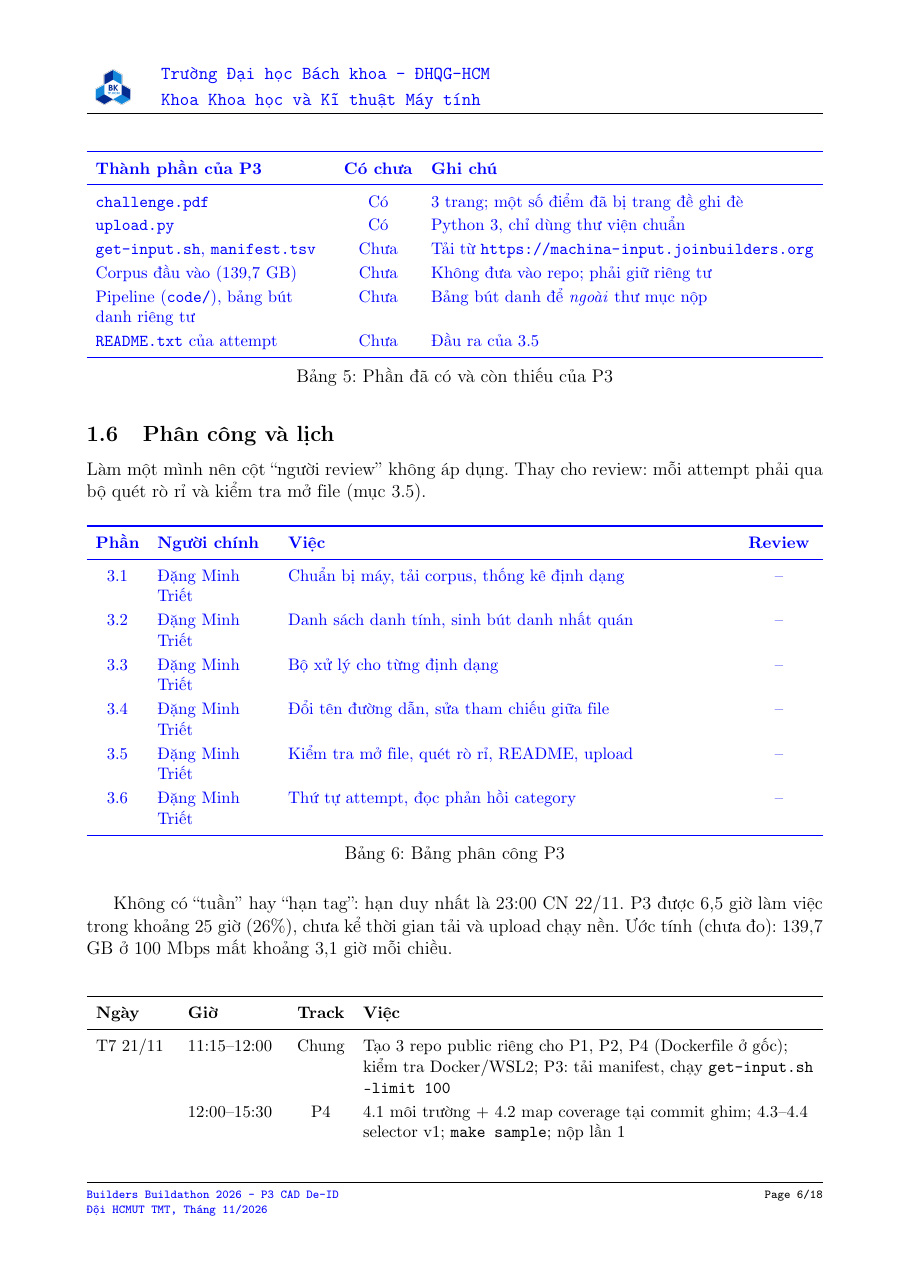 BK
Trường Đại học Bách khoa - ĐHQG-HCM
Khoa Khoa học và Kĩ thuật Máy tính
Thành phần của P3 Có chưa Ghi chú
challenge.pdf Có 3 trang; một số điểm đã bị trang đề ghi đè
upload.py Có Python 3, chỉ dùng thư viện chuẩn
get-input.sh, manifest.tsv Chưa Tải từ https://machina-input.joinbuilders.org
Corpus đầu vào (139,7 GB) Chưa Không đưa vào repo; phải giữ riêng tư
Pipeline (code/), bảng bút Chưa Bảng bút danh để ngoài thư mục nộp
danh riêng tư
README.txt của attempt Chưa Đầu ra của 3.5
Bảng 5: Phần đã có và còn thiếu của P3
1.6 Phân công và lịch
Làm một mình nên cột “người review” không áp dụng. Thay cho review: mỗi attempt phải qua
bộ quét rò rỉ và kiểm tra mở file (mục 3.5).
Phần Người chính Việc Review
3.1 Đặng Minh Chuẩn bị máy, tải corpus, thống kê định dạng –
Triết
3.2 Đặng Minh Danh sách danh tính, sinh bút danh nhất quán –
Triết
3.3 Đặng Minh Bộ xử lý cho từng định dạng –
Triết
3.4 Đặng Minh Đổi tên đường dẫn, sửa tham chiếu giữa file –
Triết
3.5 Đặng Minh Kiểm tra mở file, quét rò rỉ, README, upload –
Triết
3.6 Đặng Minh Thứ tự attempt, đọc phản hồi category –
Triết
Bảng 6: Bảng phân công P3
Không có “tuần” hay “hạn tag”: hạn duy nhất là 23:00 CN 22/11. P3 được 6,5 giờ làm việc
trong khoảng 25 giờ (26%), chưa kể thời gian tải và upload chạy nền. Ước tính (chưa đo): 139,7
GB ở 100 Mbps mất khoảng 3,1 giờ mỗi chiều.
Ngày Giờ Track Việc
T7 21/11 11:15–12:00 Chung Tạo 3 repo public riêng cho P1, P2, P4 (Dockerfile ở gốc);
kiểm tra Docker/WSL2; P3: tải manifest, chạy get-input.sh
-limit 100
12:00–15:30 P4 4.1 môi trường + 4.2 map coverage tại commit ghim; 4.3–4.4
selector v1; make sample; nộp lần 1
Builders Buildathon 2026 - P3 CAD De-ID Page 6/18
Đội HCMUT TMT, Tháng 11/2026